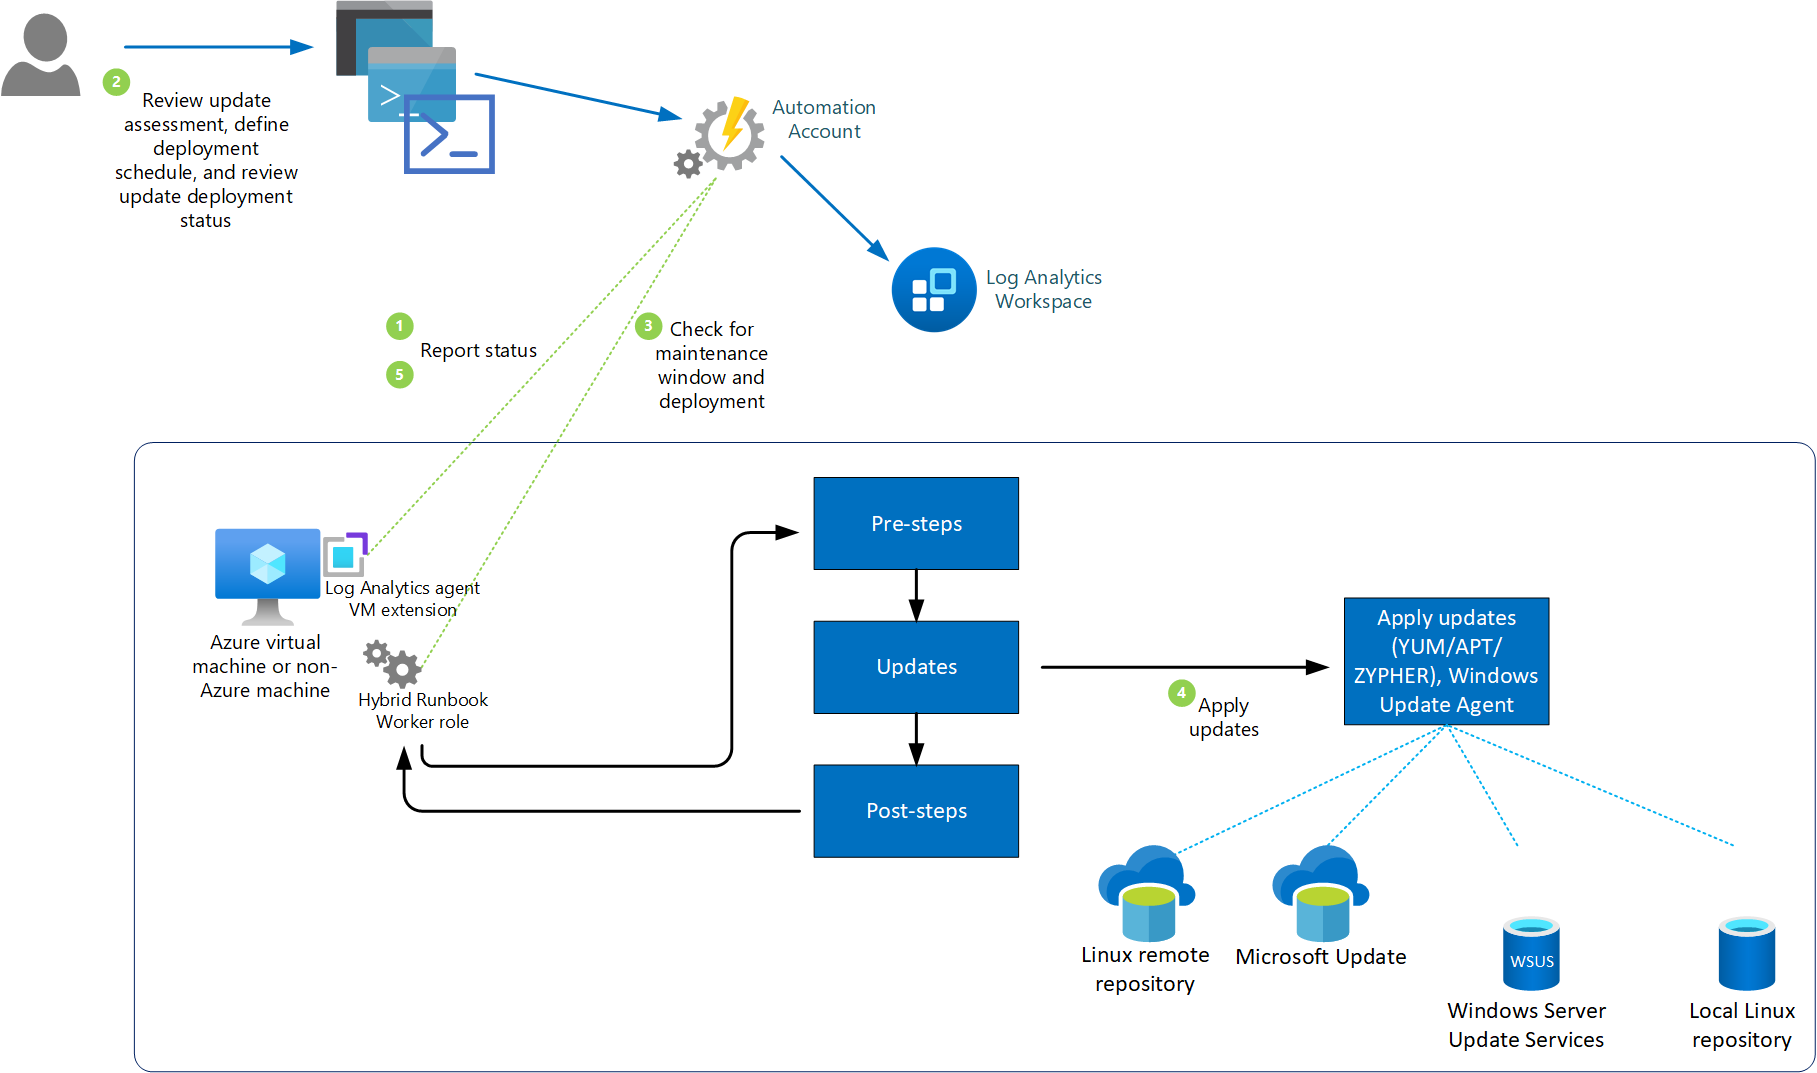 2
Review update
assessment, define
deployment
schedule, and review
update deployment
status
Automation
Account
Log Analytics
Workspace
1
Report status
5
3
Check for
maintenance
window and
deployment
Log Analytics agent
VM extension
Azure virtual
machine or non-
Azure machine
Hybrid Runbook
Worker role
Pre-steps
Updates
Post-steps
4
Apply
updates
Apply updates
(YUM/APT/
ZYPHER), Windows
Update Agent
Linux remote
repository
Microsoft Update
WSUS
Windows Server
Update Services
Local Linux
repository